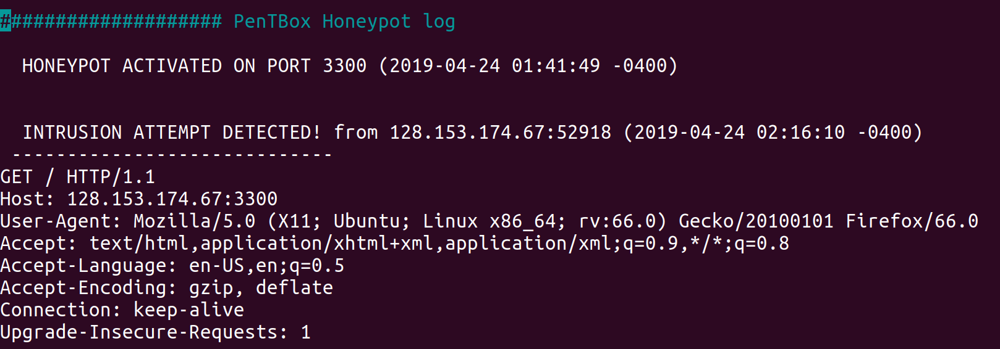 #################### PenTBox Honeypot log
HONEYPOT ACTIVATED ON PORT 3300 (2019-04-24 01:41:49 -0400)
INTRUSION ATTEMPT DETECTED! from 128.153.174.67:52918 (2019-04-24 02:16:10 -0400)
-----------------------------
GET / HTTP/1.1
Host: 128.153.174.67:3300
User-Agent: Mozilla/5.0 (X11; Ubuntu; Linux x86_64; rv:66.0) Gecko/20100101 Firefox/66.0
Accept: text/html,application/xhtml+xml,application/xml;q=0.9,*/*;q=0.8
Accept-Language: en-US,en;q=0.5
Accept-Encoding: gzip, deflate
Connection: keep-alive
Upgrade-Insecure-Requests: 1